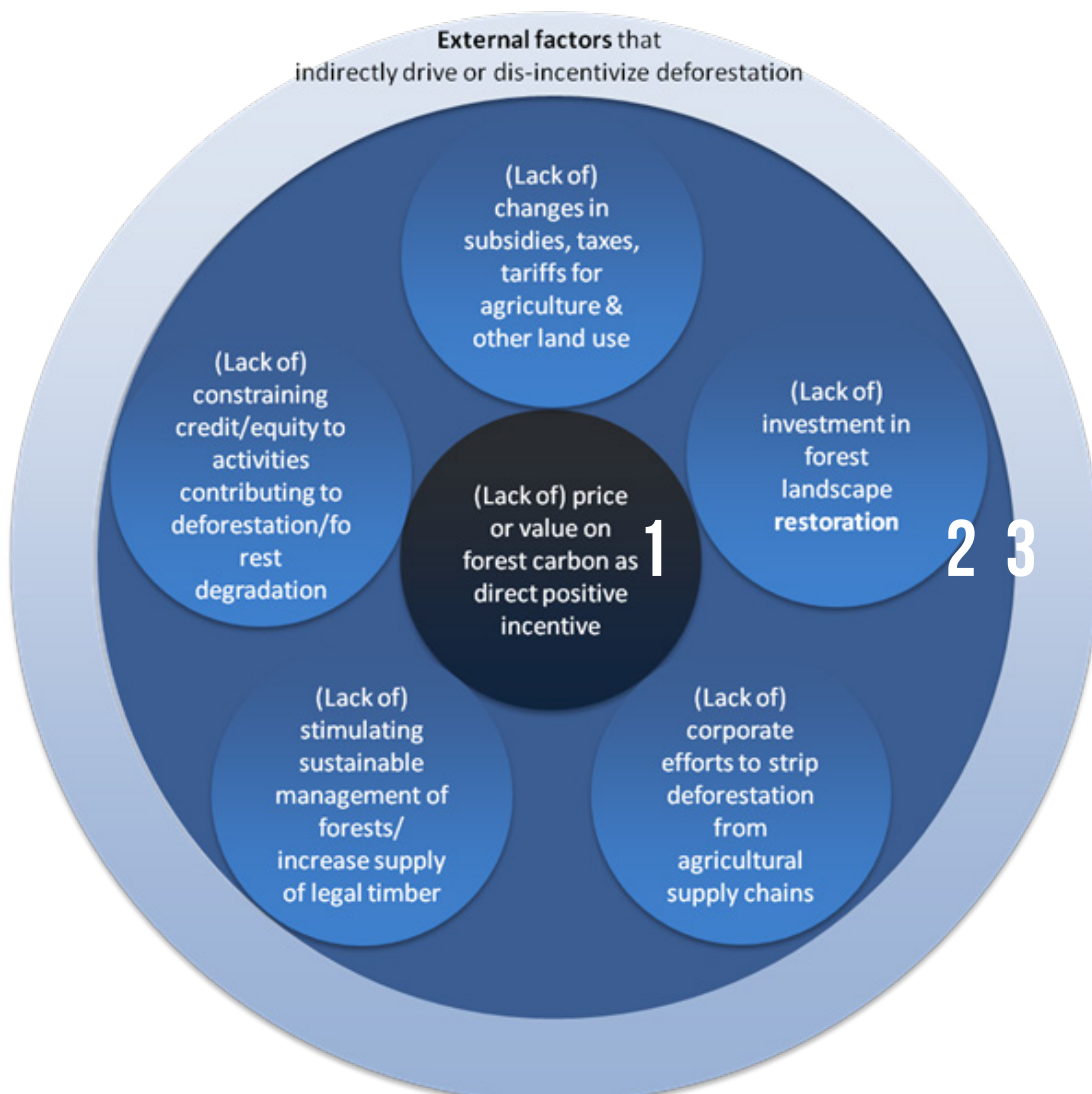 External factors that
indirectly drive or dis-incentivize deforestation
(Lack of)
changes in
subsidies, taxes,
tariffs for
agriculture &
other land use
(Lack of)
constraining
credit/equity to
activities
contributing to
deforestation/fo
rest
degradation
(Lack of) price
or value on
forest carbon as
direct positive
incentive
1
(Lack of)
investment in
forest
landscape
restoration
2
3
(Lack of)
stimulating
sustainable
management of
forests/
increase supply
of legal timber
(Lack of)
corporate
efforts to strip
deforestation
from
agricultural
supply chains